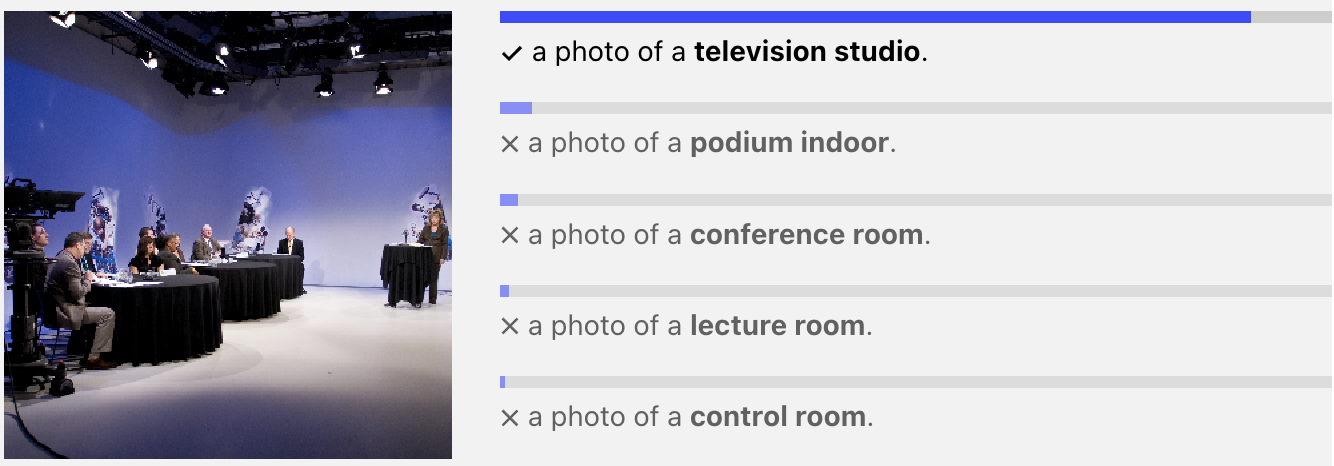 ✓ a photo of a television studio.
× a photo of a podium indoor.
× a photo of a conference room.
× a photo of a lecture room.
× a photo of a control room.